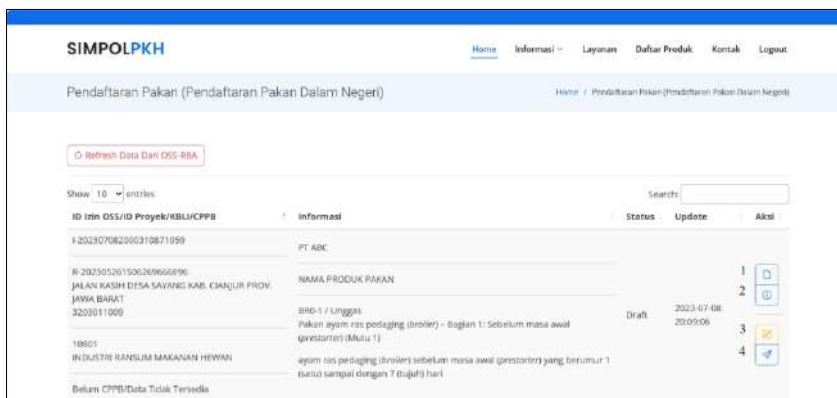 SIMPOLPKH
Home Informasi Layanan Daftar Produk Kontak Logout
Pendaftaran Pakan (Pendaftaran Pakan Dalam Negeri)
Home / Pendaftaran Pakan (Pendaftaran Pakan Dalam Negeri)
Refresh Data Dari OSS-RBA
Show 10 entries
Search:
ID Izin OSS/ID Proyek/KBLI/CPPB Informasi Status Update Aksi
I-202307082000310871059
PT ABC
R-202305261506269666896
JALAN KASIH DESA SAYANG KAB. CIANJUR PROV.
JAWA BARAT
3203011009
NAMA PRODUK PAKAN
BR0-1 / Unggas
Pakan ayam ras pedaging (broiler) – Bagian 1: Sebelum masa awal
(prestarter) (Mutu 1)
10801
INDUSTRI RANSUM MAKANAN HEWAN
ayam ras pedaging (broiler) sebelum masa awal (prestarter) yang berumur 1
(satu) sampai dengan 7 (tujuh) hari
Belum CPPB/Data Tidak Tersedia
Draft
2023-07-08
20:09:06
1
2
3
4